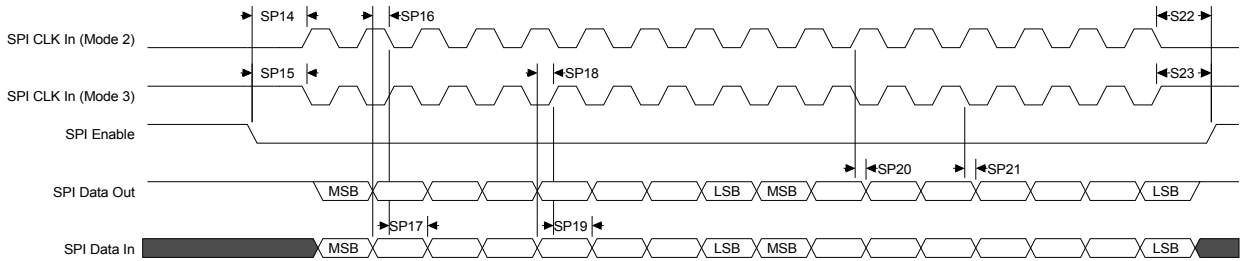 SP14 SP16 S22
SPI CLK In (Mode 2)
SP15 SP18 S23
SPI CLK In (Mode 3)
SPI Enable
SP20 SP21
SPI Data Out MSB LSB MSB LSB
SP17 SP19
SPI Data In MSB LSB MSB LSB